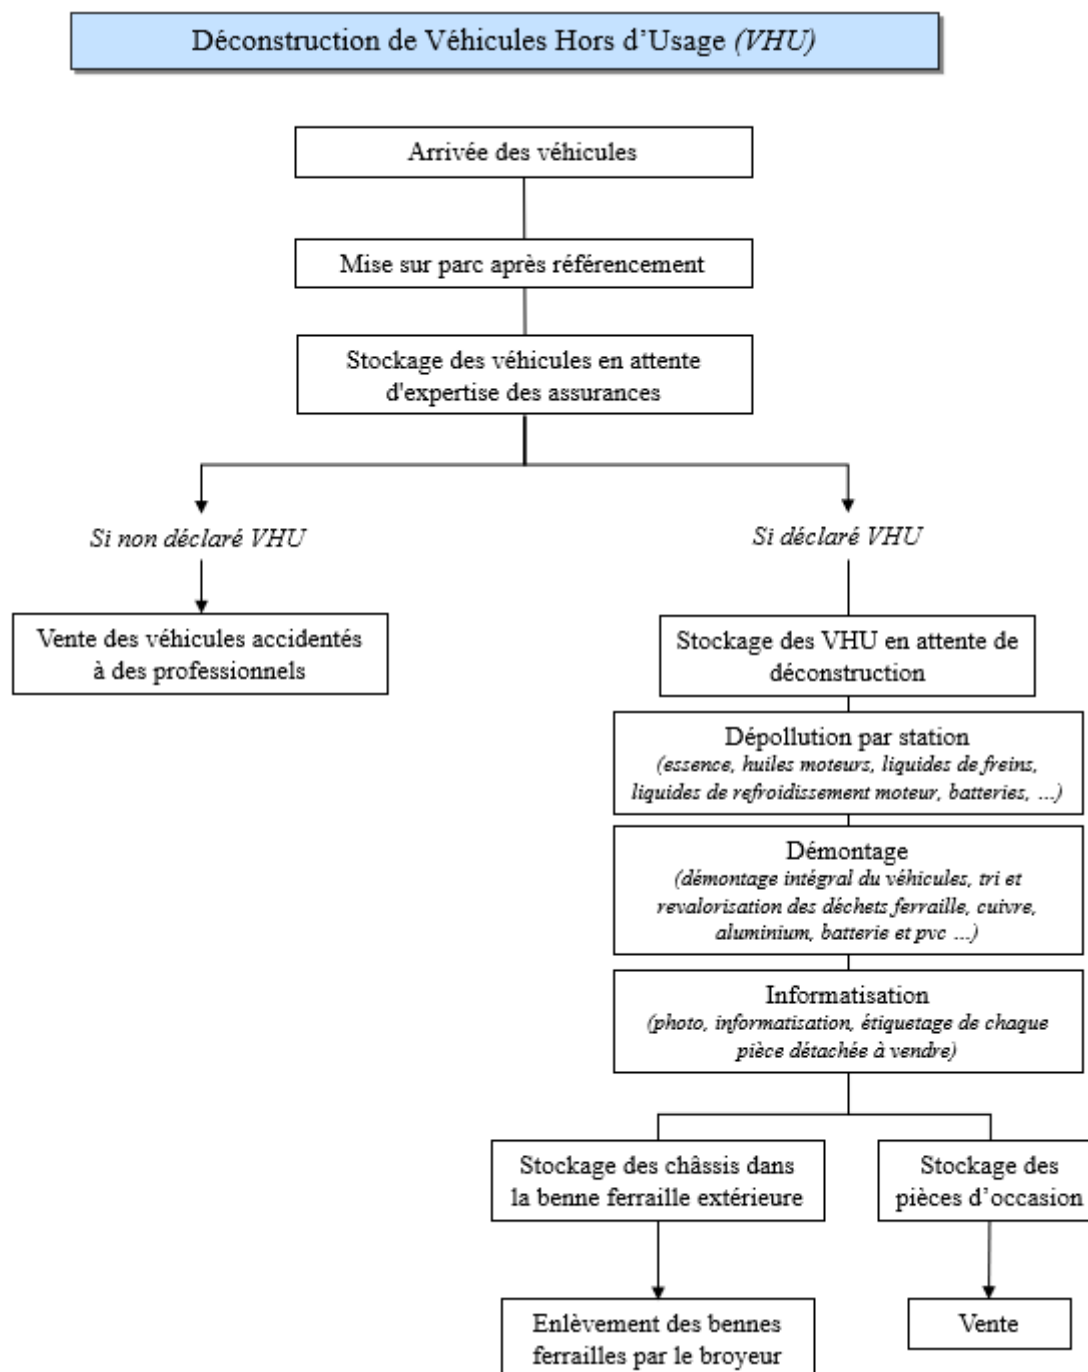 Déconstruction de Véhicules Hors d’Usage (VHU)
Arrivée des véhicules
Mise sur parc après référencement
Stockage des véhicules en attente
d'expertise des assurances
Si non déclaré VHU
Si déclaré VHU
Vente des véhicules accidentés
à des professionnels
Stockage des VHU en attente de
déconstruction
Dépollution par station
(essence, huiles moteurs, liquides de freins,
liquides de refroidissement moteur, batteries, …)
Démontage
(démontage intégral du véhicules, tri et
revalorisation des déchets ferraille, cuivre,
aluminium, batterie et pvc …)
Informatisation
(photo, informatisation, étiquetage de chaque
pièce détachée à vendre)
Stockage des châssis dans
la benne ferraille extérieure
Stockage des
pièces d’occasion
Enlèvement des bennes
ferrailles par le broyeur
Vente